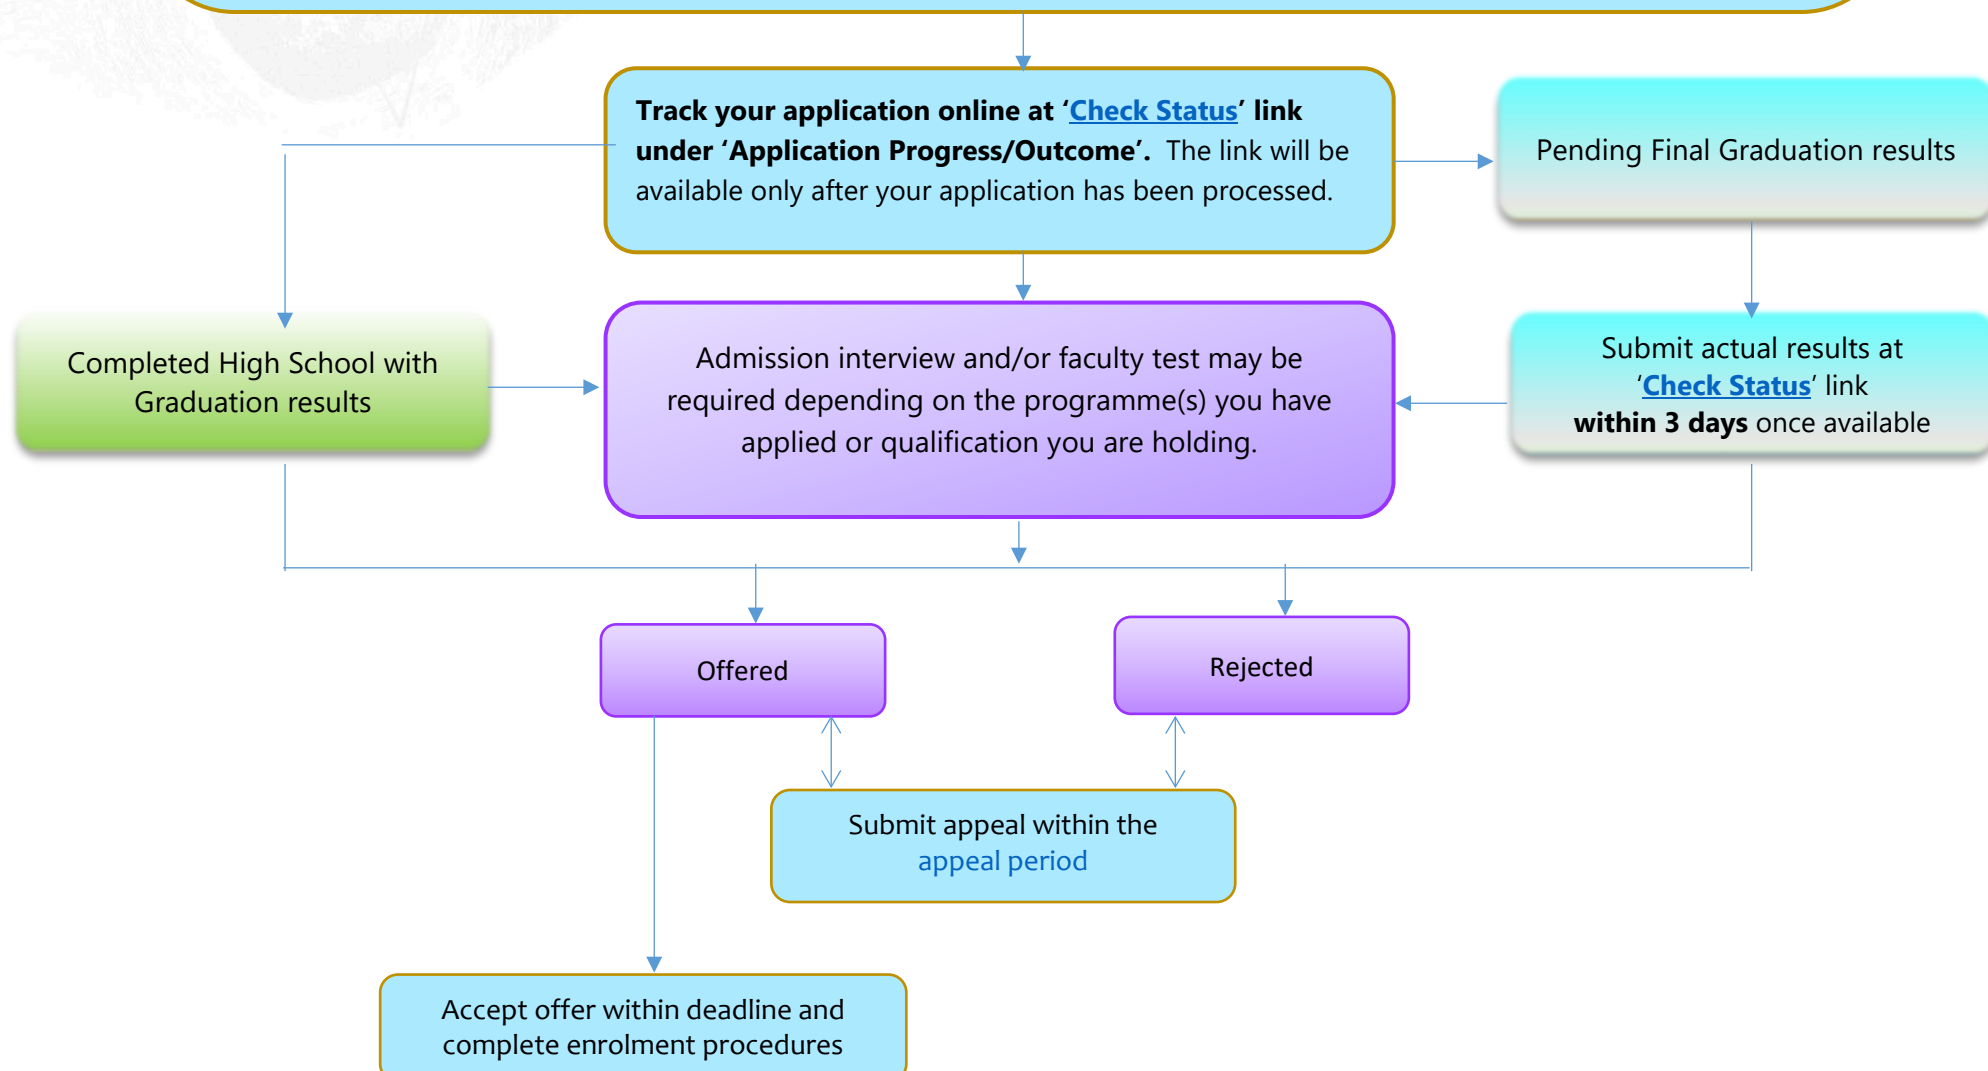 Track your application online at ‘Check Status’ link
under ‘Application Progress/Outcome’. The link will be
available only after your application has been processed.
Pending Final Graduation results
Completed High School with
Graduation results
Admission interview and/or faculty test may be
required depending on the programme(s) you have
applied or qualification you are holding.
Submit actual results at
‘Check Status’ link
within 3 days once available
Offered
Rejected
Submit appeal within the
appeal period
Accept offer within deadline and
complete enrolment procedures